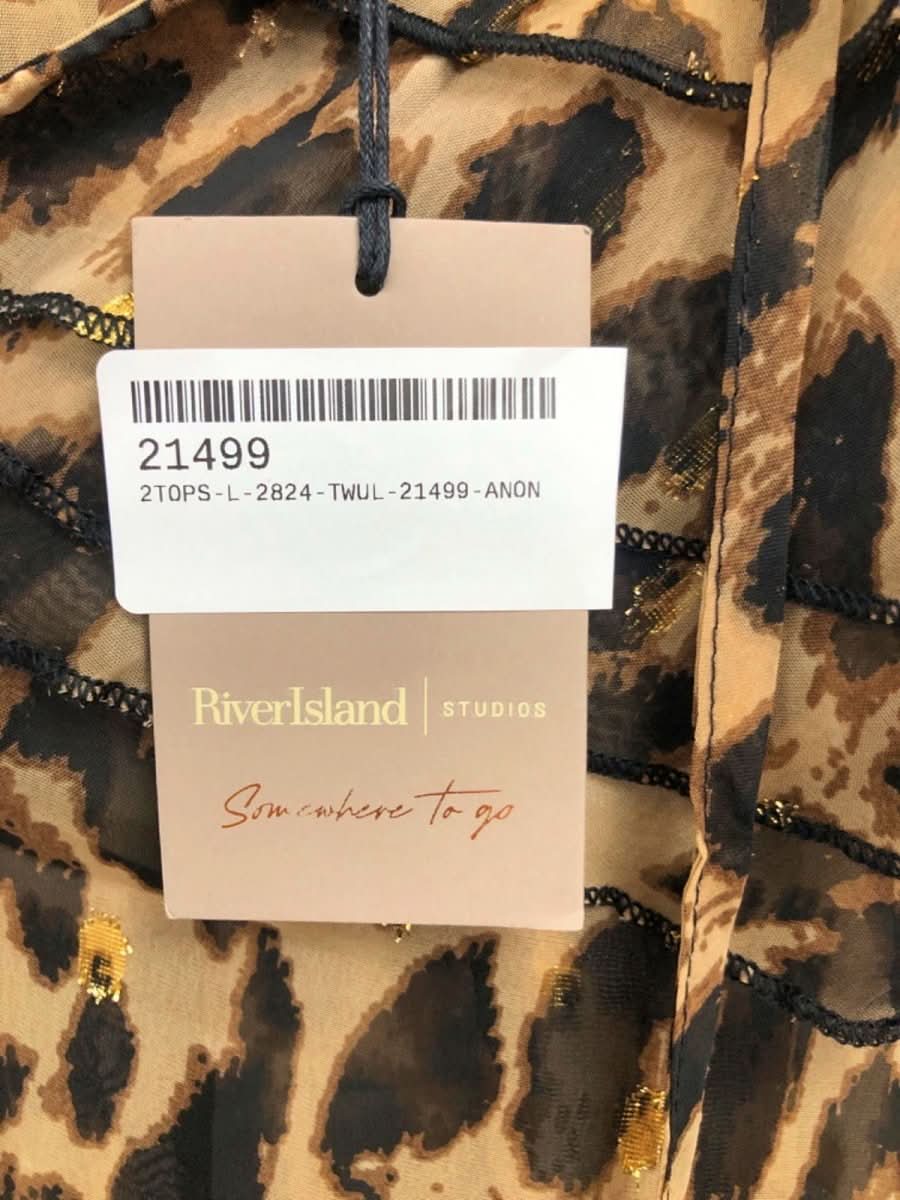 21499
2TOPS-L-2824-TWUL-21499-ANON
RiverIsland | STUDIOS
Somewhere to go